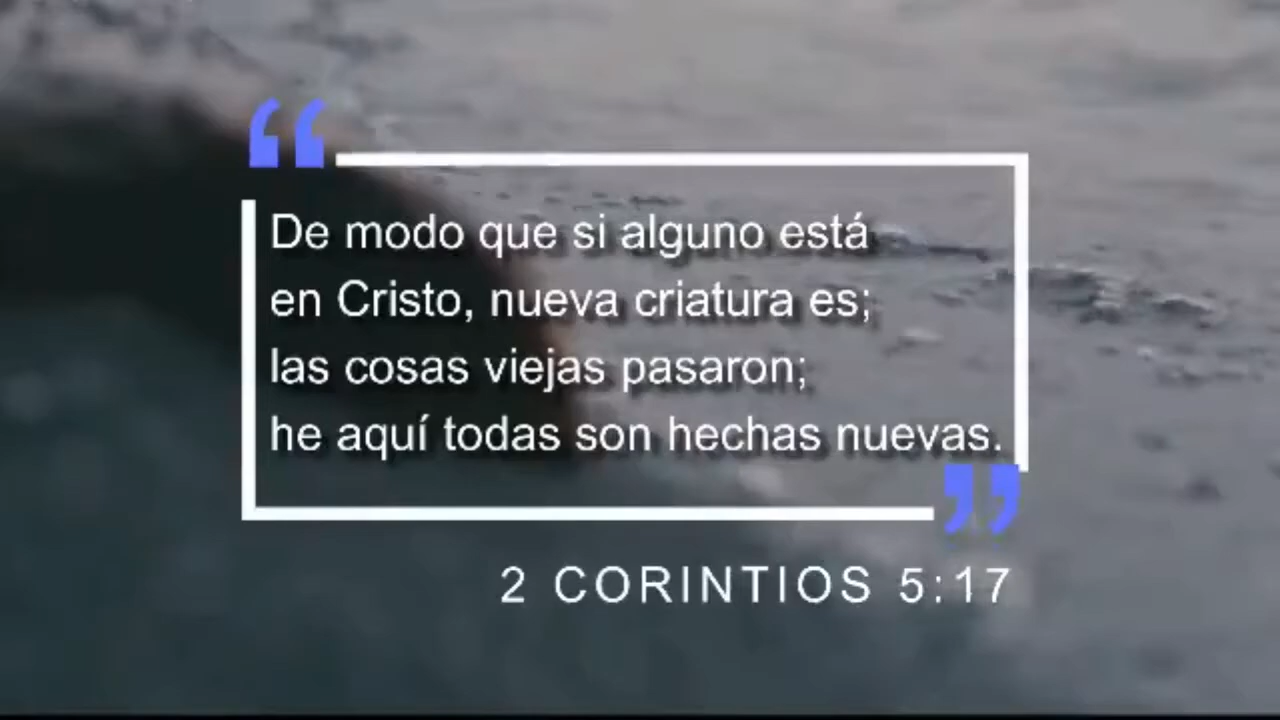 “
De modo que si alguno está
en Cristo, nueva criatura es;
las cosas viejas pasaron;
he aquí todas son hechas nuevas.
”
2 CORINTIOS 5:17